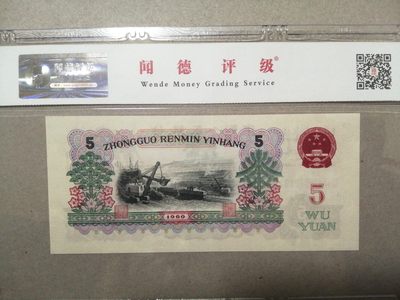 闻德评级®
Wende Money Grading Service
5 5
ZHONGGUO RENMIN YINHANG
5
WU
YUAN
1960